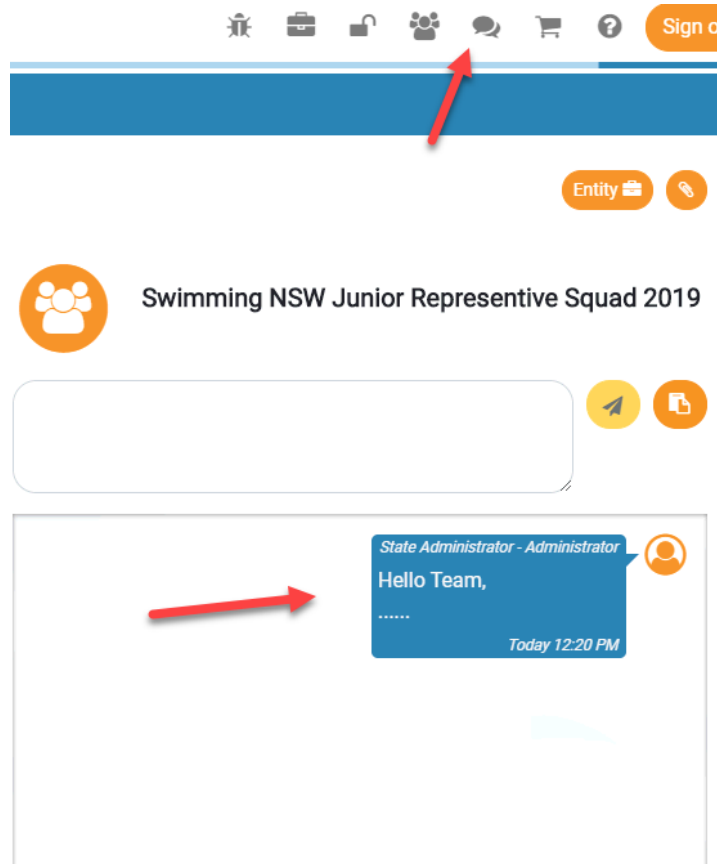 Sign o
Entity
Swimming NSW Junior Representive Squad 2019
State Administrator - Administrator
Hello Team,
......
Today 12:20 PM